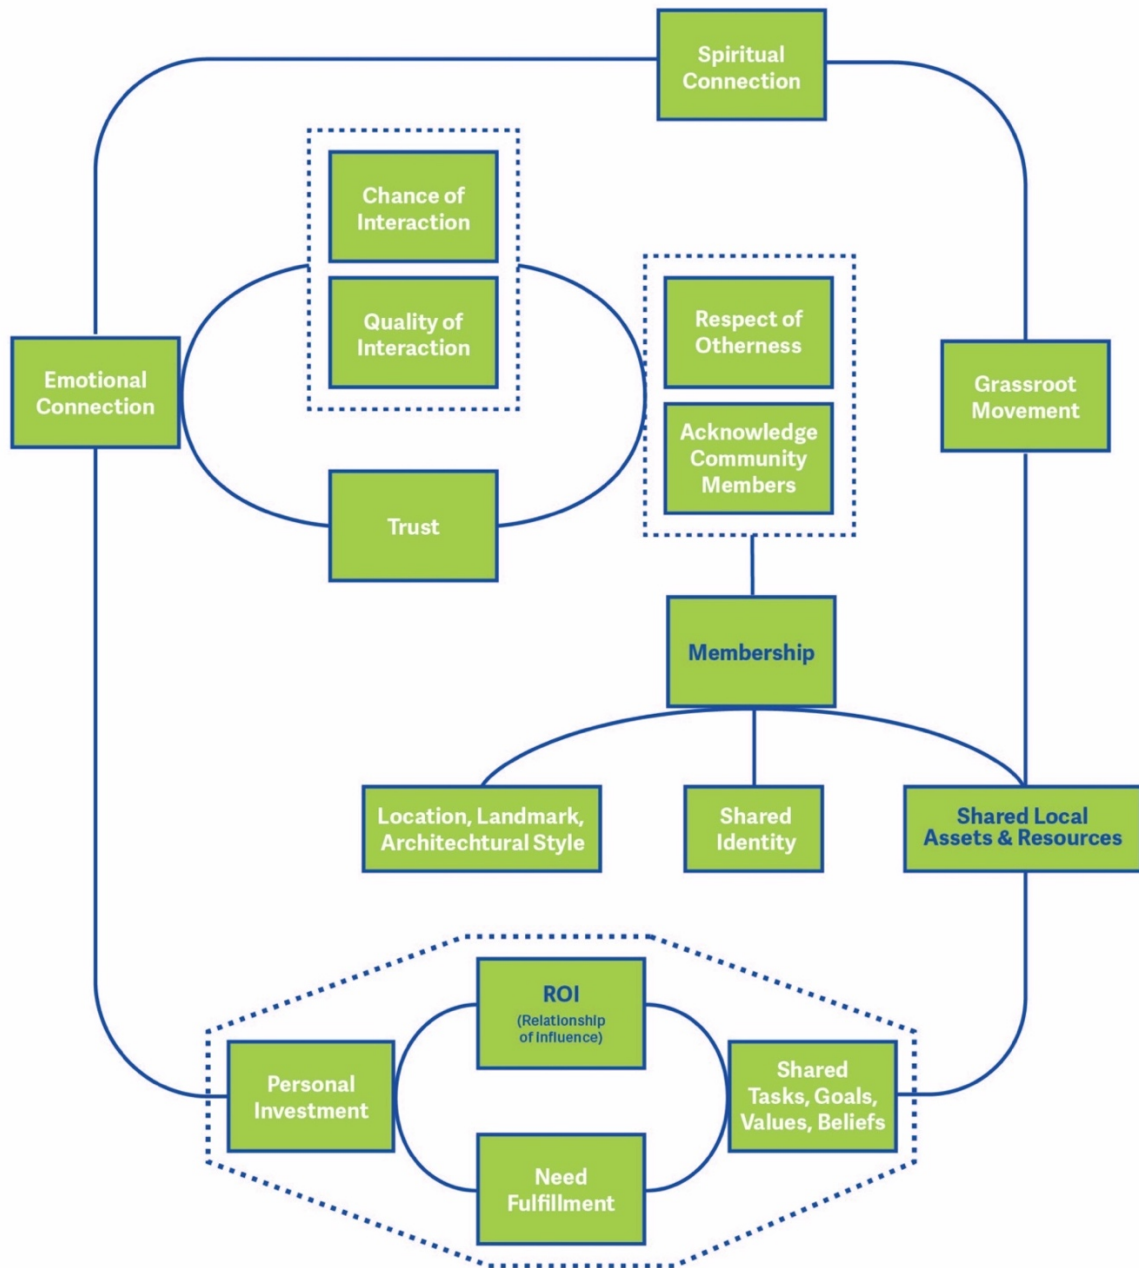 Spiritual
Connection
Chance of
Interaction
Quality of
Interaction
Respect of
Otherness
Emotional
Connection
Grassroot
Movement
Acknowledge
Community
Members
Trust
Membership
Location, Landmark,
Architechtural Style
Shared
Identity
Shared Local
Assets & Resources
ROI
(Relationship
of Influence)
Personal
Investment
Shared
Tasks, Goals,
Values, Beliefs
Need
Fulfillment